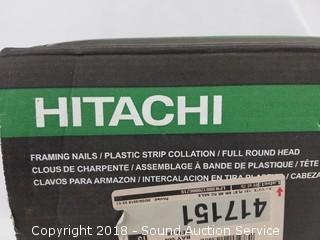 HITACHI
FRAMING NAILS / PLASTIC STRIP COLLATION / FULL ROUND HEAD
CLOUS DE CHARPENTE / ASSEMBLAGE À BANDE DE PLASTIQUE / TÊTE
CLAVOS PARA ARMAZON / INTERCALACION EN TIRA PLASTICA / CABEZA
417151
Copyright 2018 - Sound Auction Service